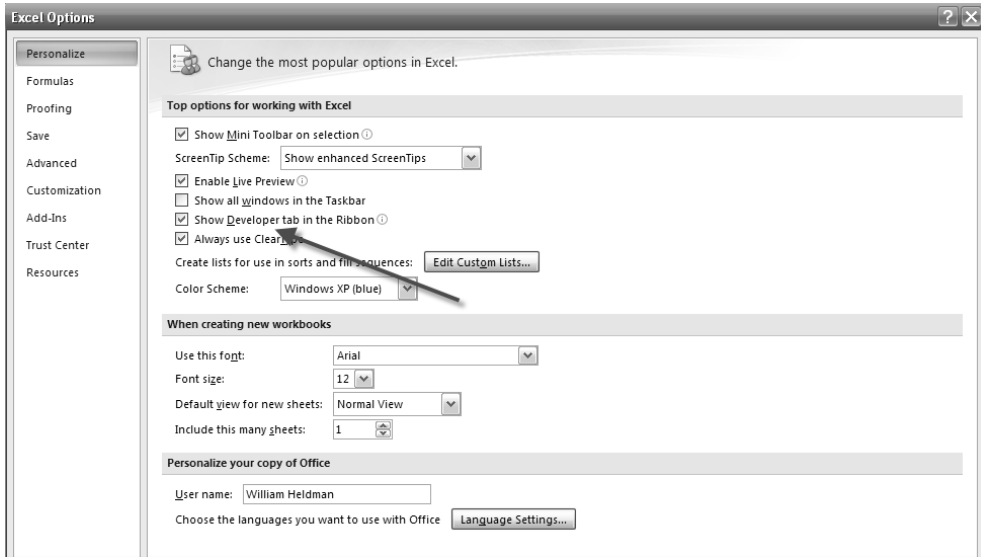 Excel Options
Personalize
Formulas
Proofing
Save
Advanced
Customization
Add-Ins
Trust Center
Resources
Change the most popular options in Excel.
Top options for working with Excel
Show Mini Toolbar on selection
ScreenTip Scheme: Show enhanced ScreenTips
Enable Live Preview
Show all windows in the Taskbar
Show Developer tab in the Ribbon
Always use
Create lists for use in sorts and fill sequences: Edit Custom Lists...
Color Scheme: Windows XP (blue)
When creating new workbooks
Use this font: Arial
Font size: 12
Default view for new sheets: Normal View
Include this many sheets: 1
Personalize your copy of Office
User name: William Heldman
Choose the languages you want to use with Office Language Settings...